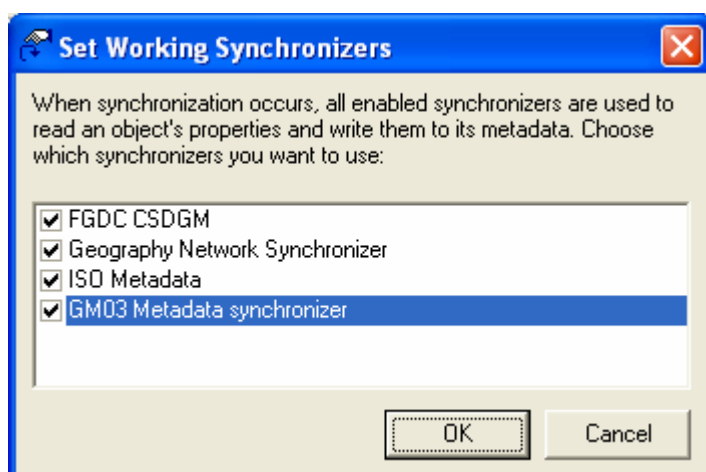 Set Working Synchronizers
When synchronization occurs, all enabled synchronizers are used to
read an object's properties and write them to its metadata. Choose
which synchronizers you want to use:
FGDC CSDGM
Geography Network Synchronizer
ISO Metadata
GM03 Metadata synchronizer
OK
Cancel